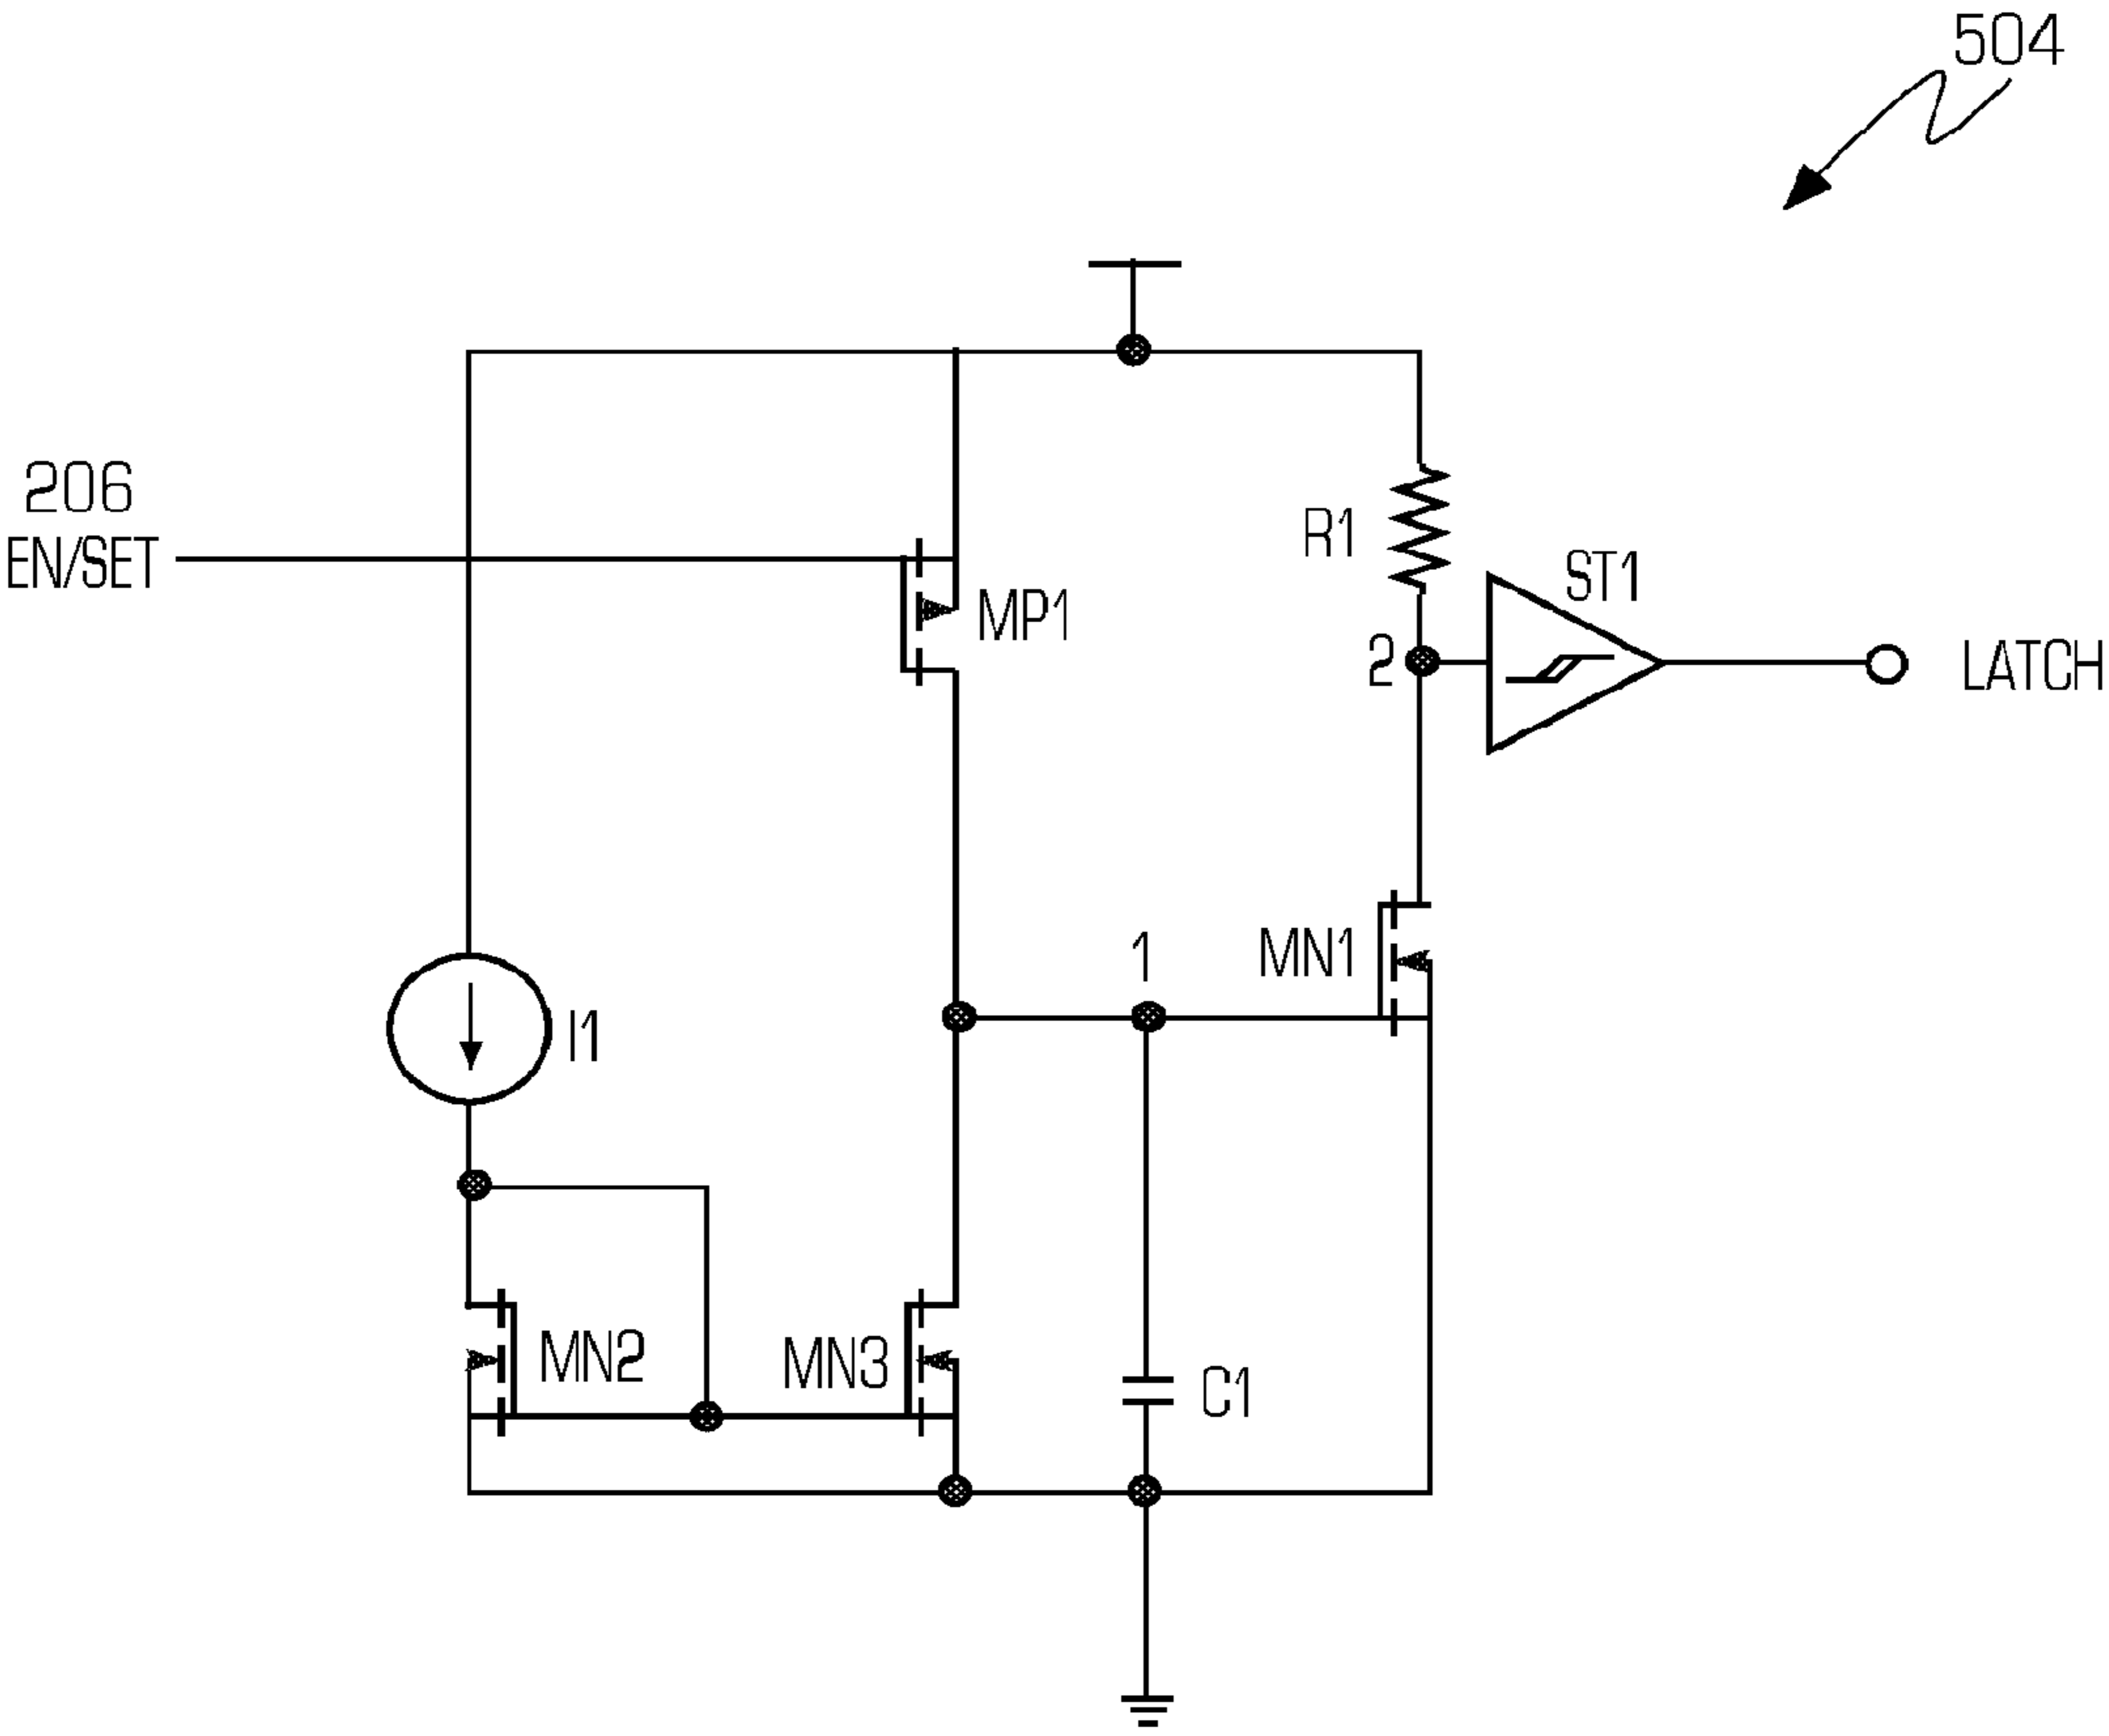 504
206
EN/SET
MP1
R1
ST1
2
LATCH
1
MN1
I1
MN2
MN3
C1